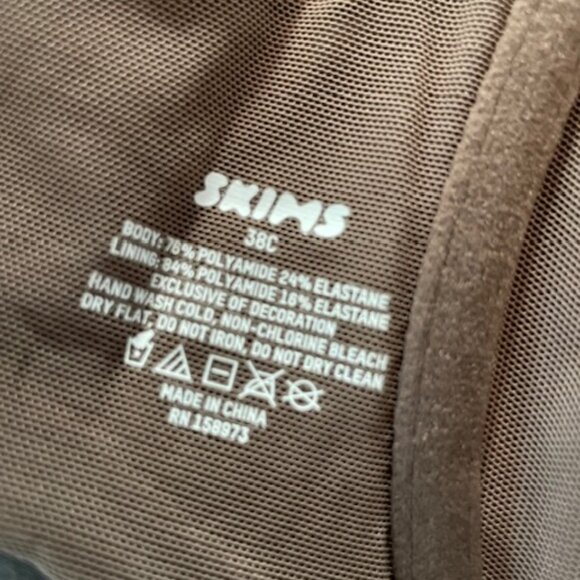 SKIMS
38C
BODY: 76% POLYAMIDE 24% ELASTANE
LINING: 84% POLYAMIDE 16% ELASTANE
EXCLUSIVE OF DECORATION
HAND WASH COLD, NON-CHLORINE BLEACH
DRY FLAT, DO NOT IRON, DO NOT DRY CLEAN
MADE IN CHINA
RN 158973